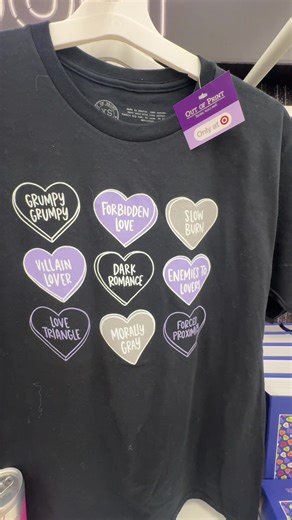 OUT OF PRINT
Only at
GRUMPY
GRUMPY
FORBIDDEN
LOVE
SLOW
BURN
VILLAIN
LOVER
DARK
ROMANCE
ENEMIES TO
LOVERS
LOVE
TRIANGLE
MORALLY
GRAY
FORCED